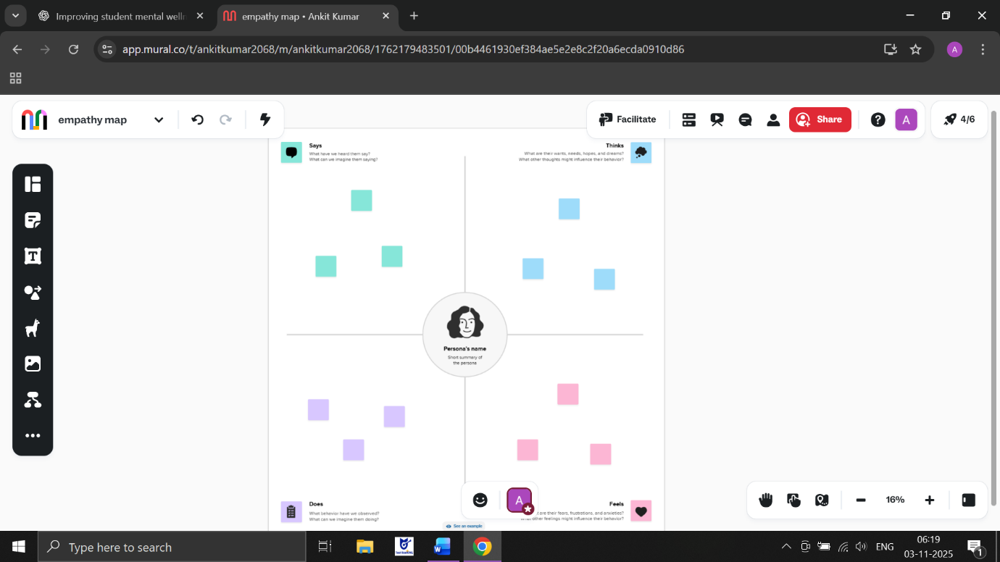 Improving student mental welln
empathy map • Ankit Kumar
app.mural.co/t/ankitkumar2068/m/ankitkumar2068/1762179483501/00b4461930ef384ae5e2e8c2f20a6ecda0910d86
A
empathy map
Facilitate
Share
A
4/6
Says
What have we heard them say?
What can we imagine them saying?
Thinks
What are their wants, needs, hopes, and dreams?
What other thoughts might influence their behavior?
T
Persona's name
Short summary of
the persona
Does
What behavior have we observed?
What can we imagine them doing?
A
Feels
are their fears, frustrations, and anxieties?
other feelings might influence their behavior?
See an example
16%
Type here to search
ENG
06:19
03-11-2025
1